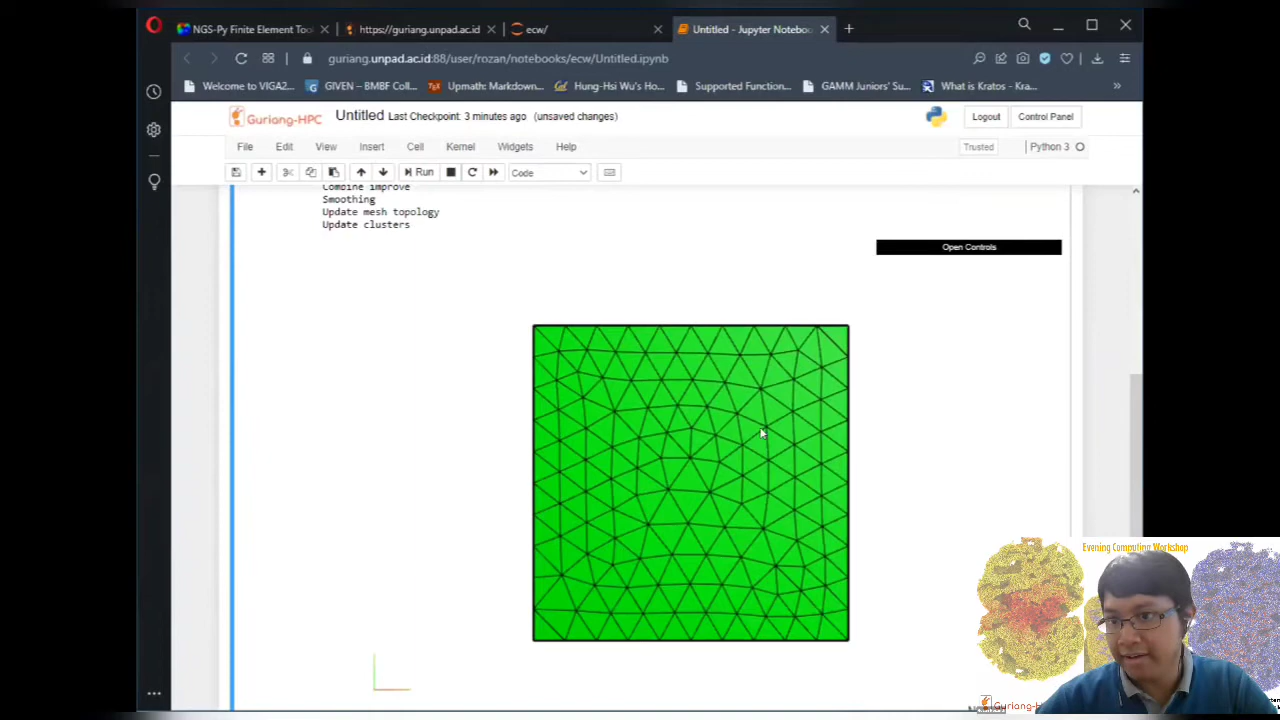 NGS-Py Finite Element Tool
https://guriang.unpad.ac.id
ecw/
Untitled - Jupyter Notebook
guriang.unpad.ac.id:88/user/rozan/notebooks/ecw/Untitled.ipynb
Welcome to VIGA2...
GIVEN – BMBF Coll...
Upmath: Markdown...
Hung-Hsi Wu's Ho...
Supported Function...
GAMM Juniors' Su...
What is Kratos - Kra...
»
Guriang-HPC
Untitled Last Checkpoint: 3 minutes ago (unsaved changes)
Logout
Control Panel
File
Edit
View
Insert
Cell
Kernel
Widgets
Help
Trusted
Python 3
Run
Code
Combine improve
Smoothing
Update mesh topology
Update clusters
Open Controls
Evening Computing Workshop